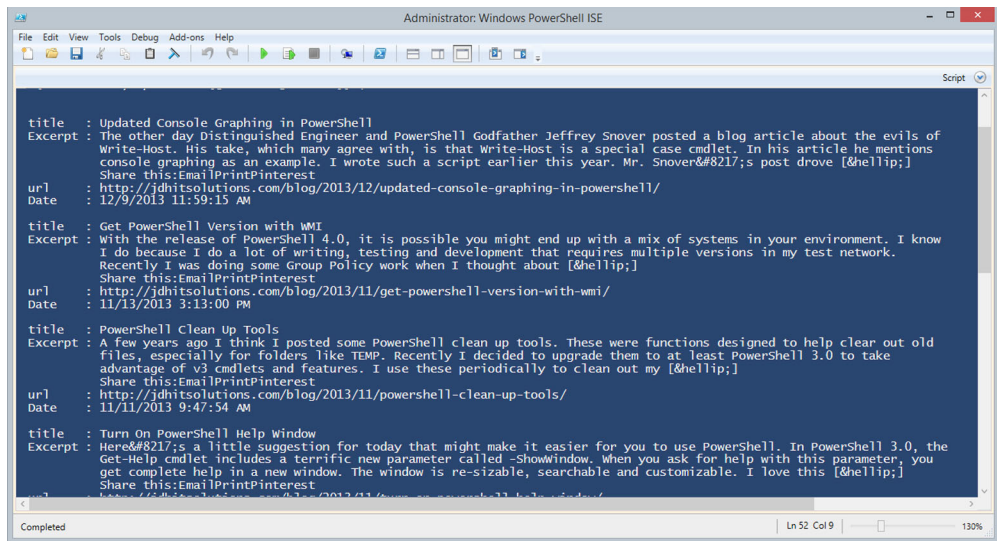 Administrator: Windows PowerShell ISE
File Edit View Tools Debug Add-ons Help
Script
title : Updated Console Graphing in PowerShell
Excerpt : The other day Distinguished Engineer and PowerShell Godfather Jeffrey Snover posted a blog article about the evils of
Write-Host. His take, which many agree with, is that Write-Host is a special case cmdlet. In his article he mentions
console graphing as an example. I wrote such a script earlier this year. Mr. Snover&#8217;s post drove [&hellip;]
Share this:EmailPrintPinterest
url : http://jdhitsolutions.com/blog/2013/12/updated-console-graphing-in-powershell/
Date : 12/9/2013 11:59:15 AM
title : Get PowerShell Version with WMI
Excerpt : With the release of PowerShell 4.0, it is possible you might end up with a mix of systems in your environment. I know
I do because I do a lot of writing, testing and development that requires multiple versions in my test network.
Recently I was doing some Group Policy work when I thought about [&hellip;]
Share this:EmailPrintPinterest
url : http://jdhitsolutions.com/blog/2013/11/get-powershell-version-with-wmi/
Date : 11/13/2013 3:13:00 PM
title : PowerShell Clean Up Tools
Excerpt : A few years ago I think I posted some PowerShell clean up tools. These were functions designed to help clear out old
files, especially for folders like TEMP. Recently I decided to upgrade them to at least PowerShell 3.0 to take
advantage of v3 cmdlets and features. I use these periodically to clean out my [&hellip;]
Share this:EmailPrintPinterest
url : http://jdhitsolutions.com/blog/2013/11/powershell-clean-up-tools/
Date : 11/11/2013 9:47:54 AM
title : Turn On PowerShell Help Window
Excerpt : Here&#8217;s a little suggestion for today that might make it easier for you to use PowerShell. In PowerShell 3.0, the
Get-Help cmdlet includes a terrific new parameter called -ShowWindow. When you ask for help with this parameter, you
get complete help in a new window. The window is re-sizable, searchable and customizable. I love this [&hellip;]
Share this:EmailPrintPinterest
url : http://jdhitsolutions.com/blog/2013/11/turn-on-powershell-help-window/
Completed Ln 52 Col 9 130%